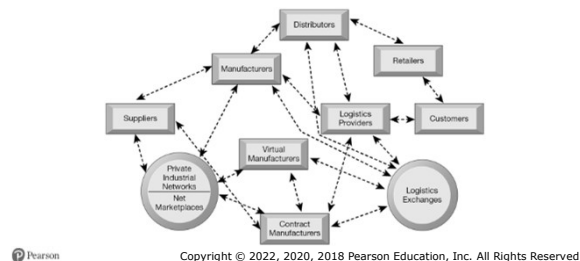 Distributors
Retailers
Manufacturers
Suppliers
Logistics
Providers
Customers
Virtual
Manufacturers
Private
Industrial
Networks
Net
Marketplaces
Logistics
Exchanges
Contract
Manufacturers
Pearson
Copyright © 2022, 2020, 2018 Pearson Education, Inc. All Rights Reserved